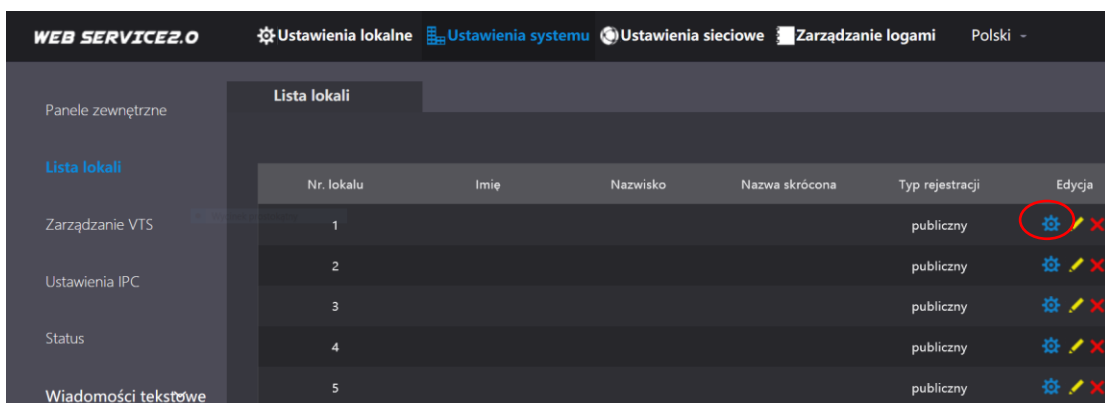 WEB SERVICE2.0 Ustawienia lokalne Ustawienia systemu Ustawienia sieciowe Zarządzanie logami Polski
Panele zewnętrzne
Lista lokali
Zarządzanie VTS
Ustawienia IPC
Status
Wiadomości tekstowe
Lista lokali
Nr. lokalu Imię Nazwisko Nazwa skrócona Typ rejestracji Edycja
1 publiczny
2 publiczny
3 publiczny
4 publiczny
5 publiczny